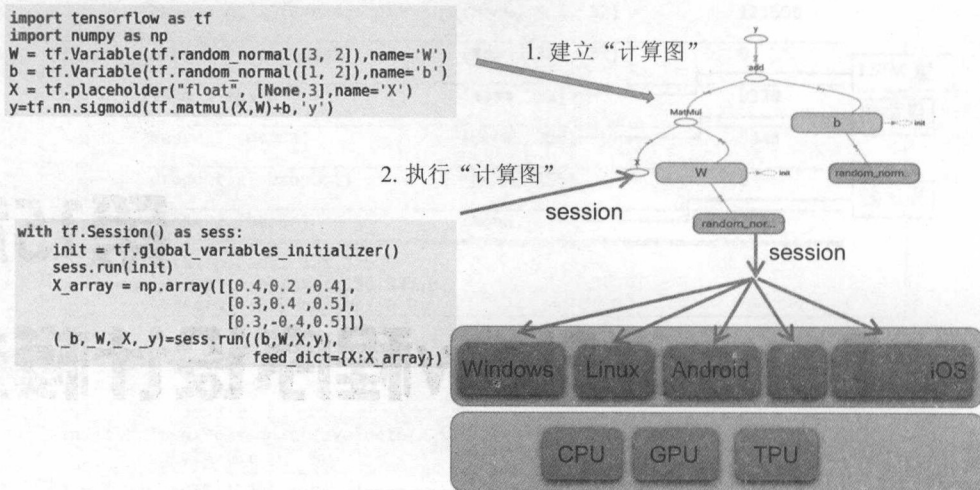 import tensorflow as tf
import numpy as np
W = tf.Variable(tf.random_normal([3, 2]),name='W')
b = tf.Variable(tf.random_normal([1, 2]),name='b')
X = tf.placeholder("float", [None,3],name='X')
y=tf.nn.sigmoid(tf.matmul(X,W)+b,'y')
1. 建立“计算图”
y
add
MatMul
b
init
X
W
init
random_norm...
random_nor...
2. 执行“计算图”
session
session
with tf.Session() as sess:
init = tf.global_variables_initializer()
sess.run(init)
X_array = np.array([[0.4,0.2 ,0.4],
[0.3,0.4 ,0.5],
[0.3,-0.4,0.5]])
(_b,_W,_X,_y)=sess.run((b,W,X,y),
feed_dict={X:X_array})
Windows
Linux
Android
iOS
CPU
GPU
TPU